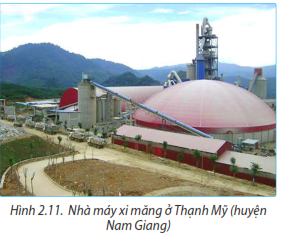 Hình 2.11. Nhà máy xi măng ở Thạnh Mỹ (huyện
Nam Giang)